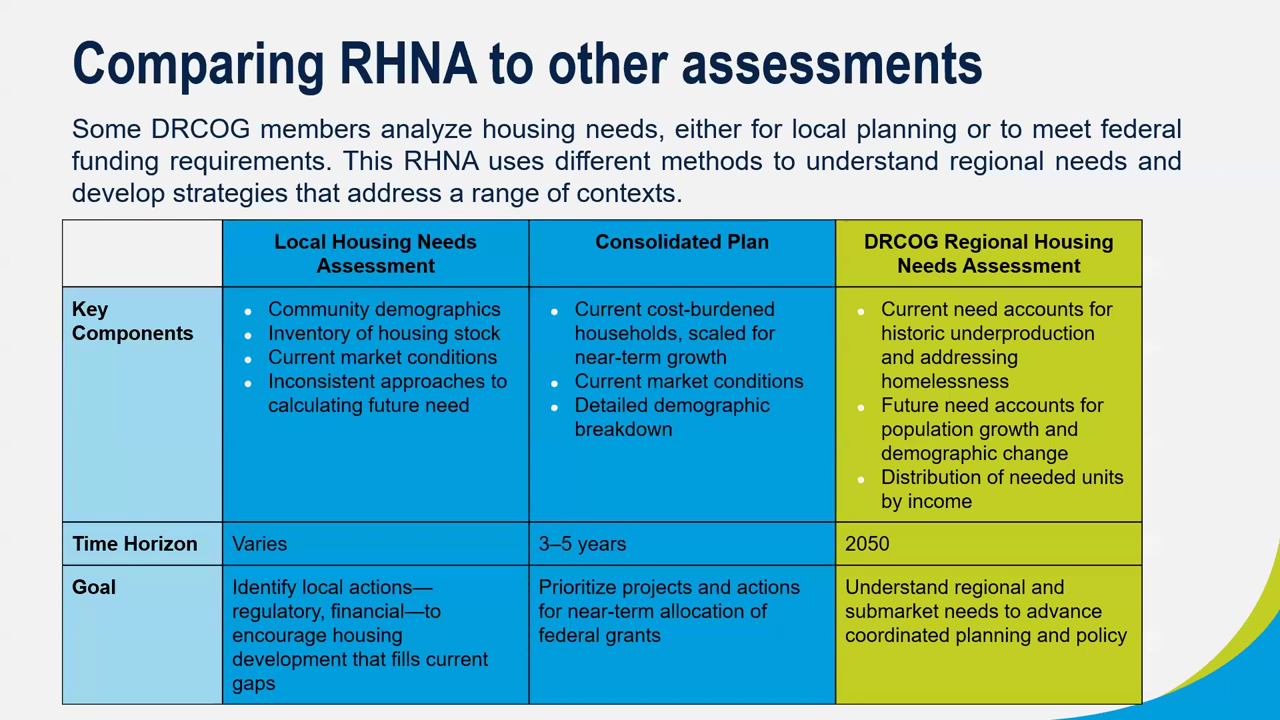 Comparing RHNA to other assessments
Some DRCOG members analyze housing needs, either for local planning or to meet federal
funding requirements. This RHNA uses different methods to understand regional needs and
develop strategies that address a range of contexts.
Local Housing Needs
Assessment
Consolidated Plan
DRCOG Regional Housing
Needs Assessment
Key
Components
• Community demographics
• Inventory of housing stock
• Current market conditions
• Inconsistent approaches to
calculating future need
• Current cost-burdened
households, scaled for
near-term growth
• Current market conditions
• Detailed demographic
breakdown
• Current need accounts for
historic underproduction
and addressing
homelessness
• Future need accounts for
population growth and
demographic change
• Distribution of needed units
by income
Time Horizon
Varies
3–5 years
2050
Goal
Identify local actions—
regulatory, financial—to
encourage housing
development that fills current
gaps
Prioritize projects and actions
for near-term allocation of
federal grants
Understand regional and
submarket needs to advance
coordinated planning and policy